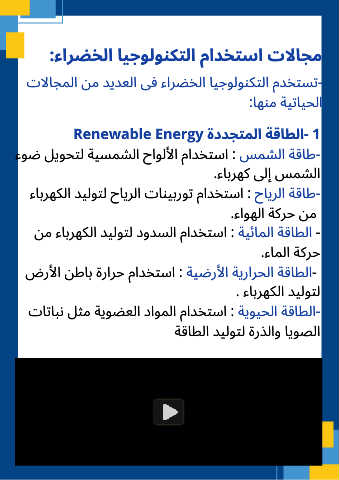 مجالات استخدام التكنولوجيا الخضراء:
-تستخدم التكنولوجيا الخضراء فى العديد من المجالات
الحياتية منها:
1 -الطاقة المتجددة Renewable Energy
-طاقة الشمس : استخدام الألواح الشمسية لتحويل ضوء
الشمس إلى كهرباء.
-طاقة الرياح : استخدام توربينات الرياح لتوليد الكهرباء
من حركة الهواء.
- الطاقة المائية : استخدام السدود لتوليد الكهرباء من
حركة الماء.
-الطاقة الحرارية الأرضية : استخدام حرارة باطن الأرض
لتوليد الكهرباء .
-الطاقة الحيوية : استخدام المواد العضوية مثل نباتات
الصويا والذرة لتوليد الطاقة